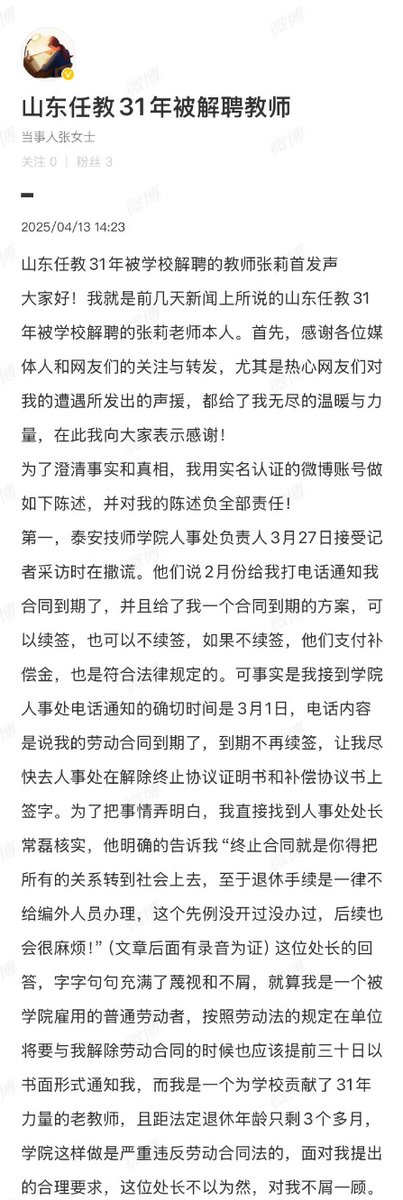 山东任教31年被解聘教师
当事人张女士
关注 0 | 粉丝 3
2025/04/13 14:23
山东任教31年被学校解聘的教师张莉首发声
大家好！我就是前几天新闻上所说的山东任教31
年被学校解聘的张莉老师本人。首先，感谢各位媒
体人和网友们的关注与转发，尤其是热心网友们对
我的遭遇所发出的声援，都给了我无尽的温暖与力
量，在此我向大家表示感谢！
为了澄清事实和真相，我用实名认证的微博账号做
如下陈述，并对我的陈述负全部责任！
第一，泰安技师学院人事处负责人3月27日接受记
者采访时在撒谎。他们说2月份给我打电话通知我
合同到期了，并且给了我一个合同到期的方案，可
以续签，也可以不续签，如果不续签，他们支付补
偿金，也是符合法律规定的。可事实是我接到学院
人事处电话通知的确切时间是3月1日，电话内容
是说我的劳动合同到期了，到期不再续签，让我尽
快去人事处在解除终止协议证明书和补偿协议书上
签字。为了把事情弄明白，我直接找到人事处处长
常磊核实，他明确的告诉我“终止合同就是你得把
所有的关系转到社会上去，至于退休手续是一律不
给编外人员办理，这个先例没开过没办过，后续也
会很麻烦！”（文章后面有录音为证）这位处长的回
答，字字句句充满了蔑视和不屑，就算我是一个被
学院雇用的普通劳动者，按照劳动法的规定在单位
将要与我解除劳动合同的时候也应该提前三十日以
书面形式通知我，而我是一个为学校贡献了31年
力量的老教师，且距法定退休年龄只剩3个多月，
学院这样做是严重违反劳动合同法的，面对我提出
的合理要求，这位处长不以为然，对我不屑一顾。
微博